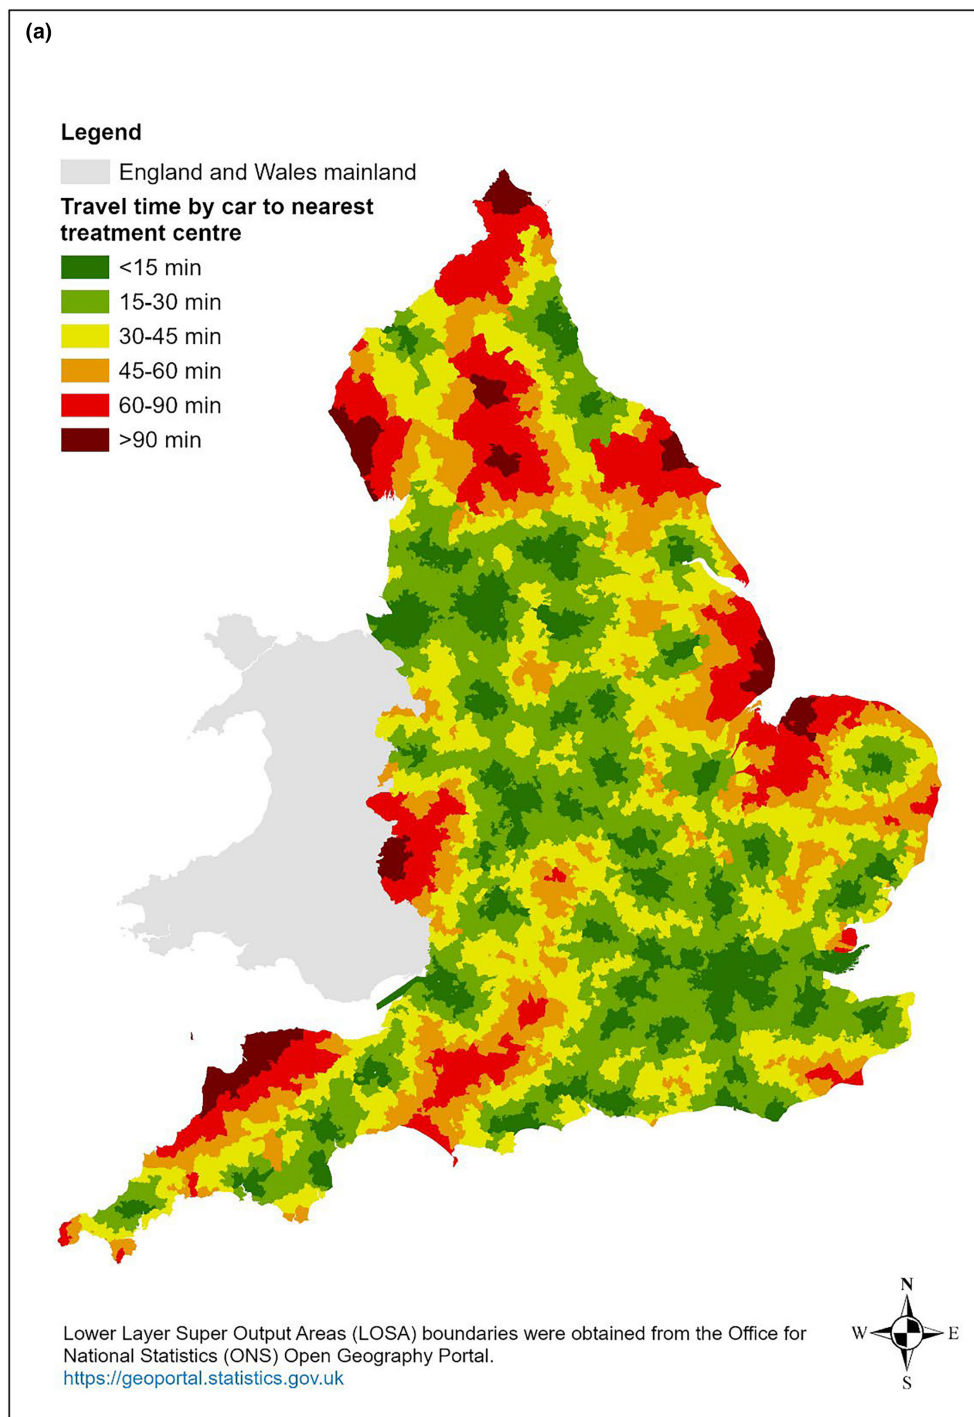 (a)
Legend
England and Wales mainland
Travel time by car to nearest
treatment centre
<15 min
15-30 min
30-45 min
45-60 min
60-90 min
>90 min
Lower Layer Super Output Areas (LOSA) boundaries were obtained from the Office for
National Statistics (ONS) Open Geography Portal.
https://geoportal.statistics.gov.uk
N
W E
S